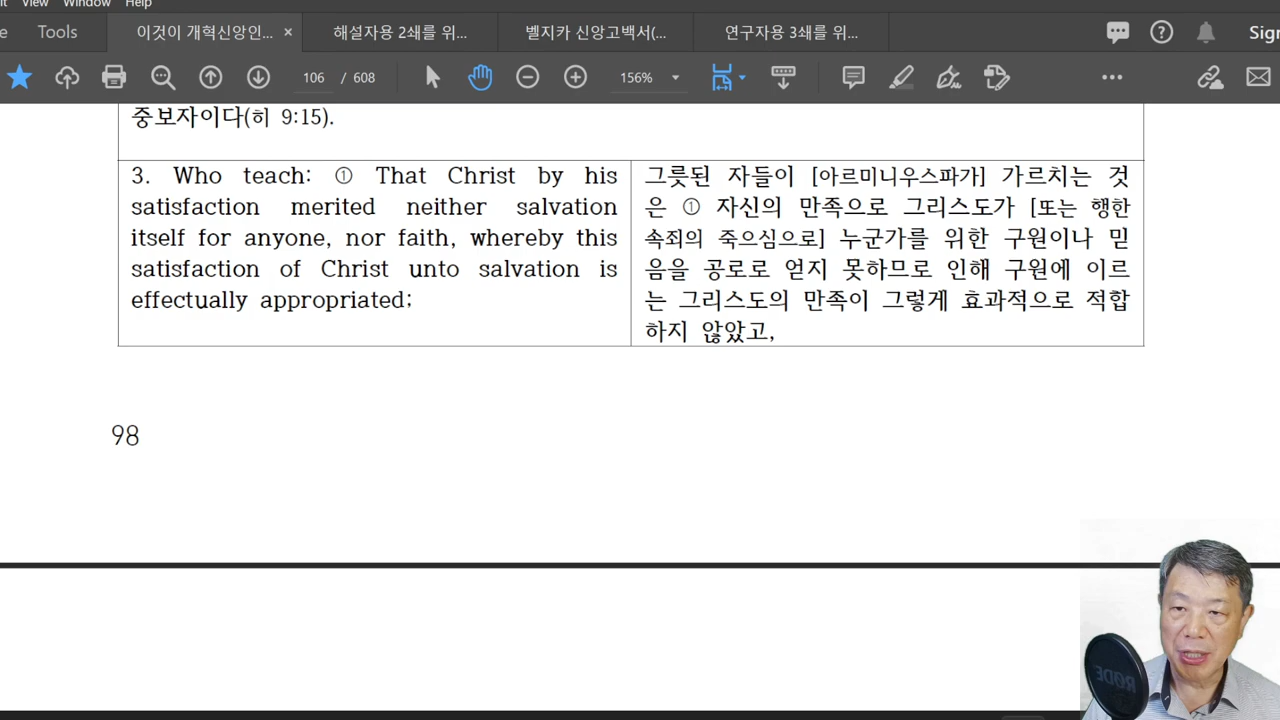 View Window Help
Tools 이것이 개혁신앙인... × 해설자용 2쇄를 위... 벨지카 신앙고백서(... 연구자용 3쇄를 위...
106 / 608 156%
중보자이다(히 9:15).
3. Who teach: ① That Christ by his
satisfaction merited neither salvation
itself for anyone, nor faith, whereby this
satisfaction of Christ unto salvation is
effectually appropriated;
그릇된 자들이 [아르미니우스파가] 가르치는 것
은 ① 자신의 만족으로 그리스도가 [또는 행한
속죄의 죽으심으로] 누군가를 위한 구원이나 믿
음을 공로로 얻지 못하므로 인해 구원에 이르
는 그리스도의 만족이 그렇게 효과적으로 적합
하지 않았고,
98
RØDE